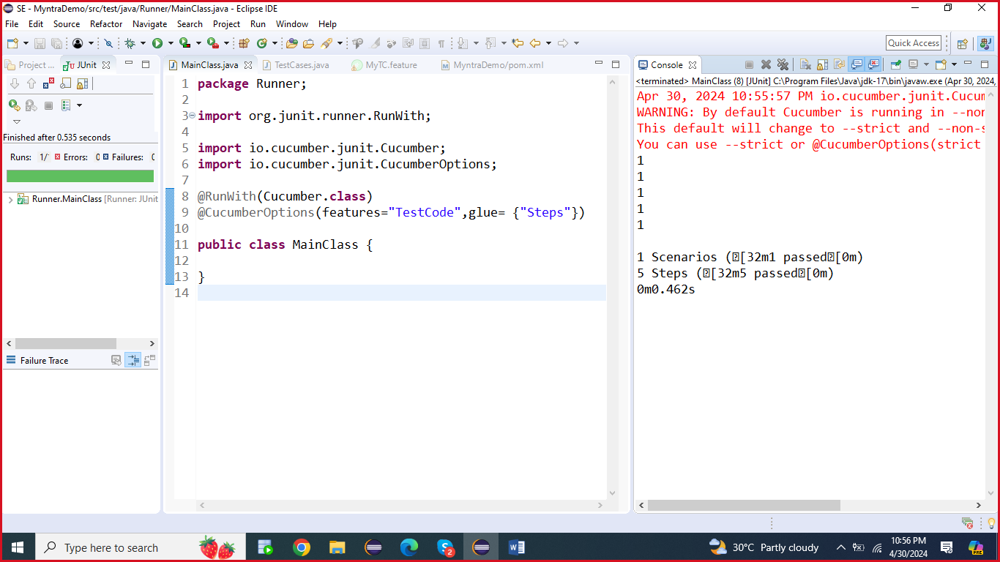 SE - MyntraDemo/src/test/java/Runner/MainClass.java - Eclipse IDE
File Edit Source Refactor Navigate Search Project Run Window Help
Quick Access
Project ... JUnit
Finished after 0.535 seconds
Runs: 1/ Errors: 0 Failures: 0
Runner.MainClass [Runner: JUnit
Failure Trace
MainClass.java TestCases.java MyTC.feature MyntraDemo/pom.xml
1 package Runner;
2
3 import org.junit.runner.RunWith;
4
5 import io.cucumber.junit.Cucumber;
6 import io.cucumber.junit.CucumberOptions;
7
8 @RunWith(Cucumber.class)
9 @CucumberOptions(features="TestCode",glue= {"Steps"})
10
11 public class MainClass {
12
13 }
14
Console
<terminated> MainClass (8) [JUnit] C:\Program Files\Java\jdk-17\bin\javaw.exe (Apr 30, 2024,
Apr 30, 2024 10:55:57 PM io.cucumber.junit.Cucum
WARNING: By default Cucumber is running in --non
This default will change to --strict and --non-s
You can use --strict or @CucumberOptions(strict
1
1
1
1
1
1 Scenarios ([32m1 passed[0m)
5 Steps ([32m5 passed[0m)
0m0.462s
Type here to search
2
W
30°C Partly cloudy
10:56 PM
4/30/2024
PRE